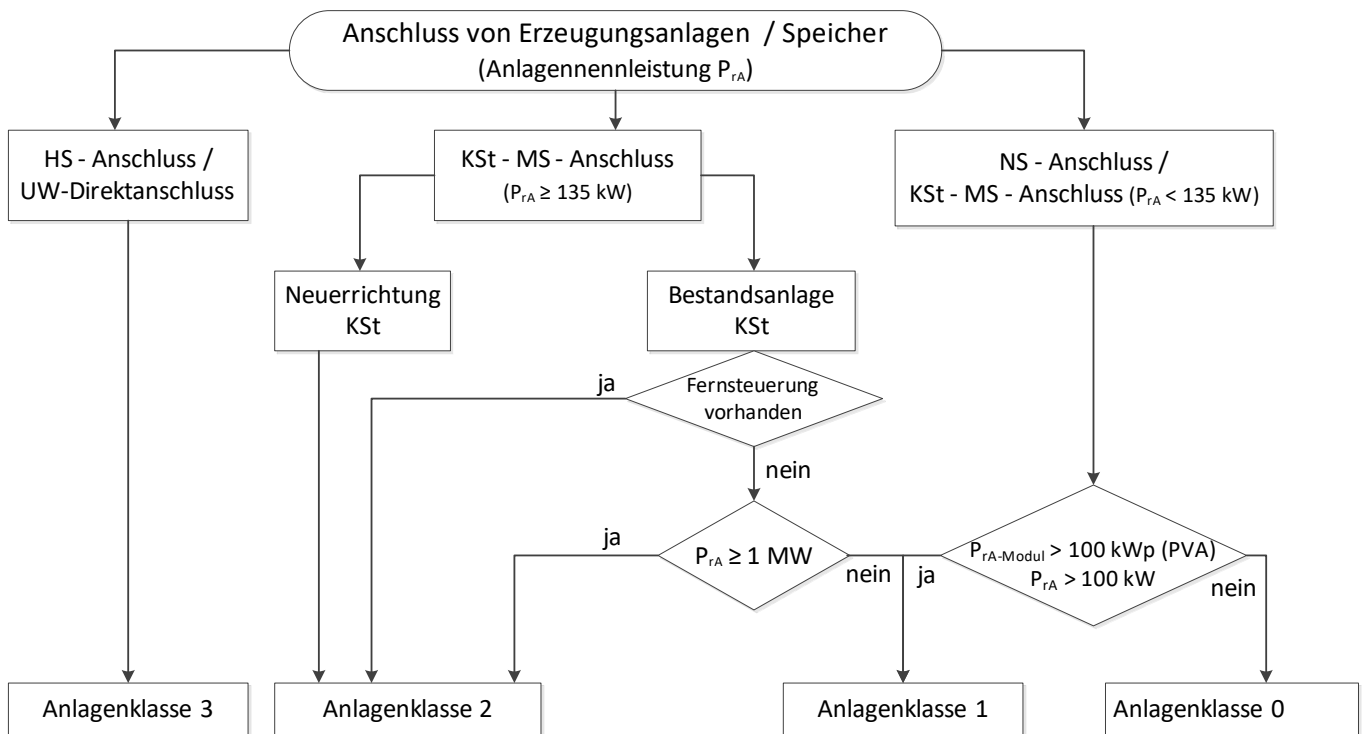 Anschluss von Erzeugungsanlagen / Speicher
(Anlagennennleistung PrA)
HS - Anschluss /
UW-Direktanschluss
KSt - MS - Anschluss
(PrA ≥ 135 kW)
NS - Anschluss /
KSt - MS - Anschluss (PrA < 135 kW)
Neuerrichtung
KSt
Bestandsanlage
KSt
ja
Fernsteuerung
vorhanden
nein
ja
PrA ≥ 1 MW
nein
ja
PrA-Modul > 100 kWp (PVA)
PrA > 100 kW
nein
Anlagenklasse 3
Anlagenklasse 2
Anlagenklasse 1
Anlagenklasse 0